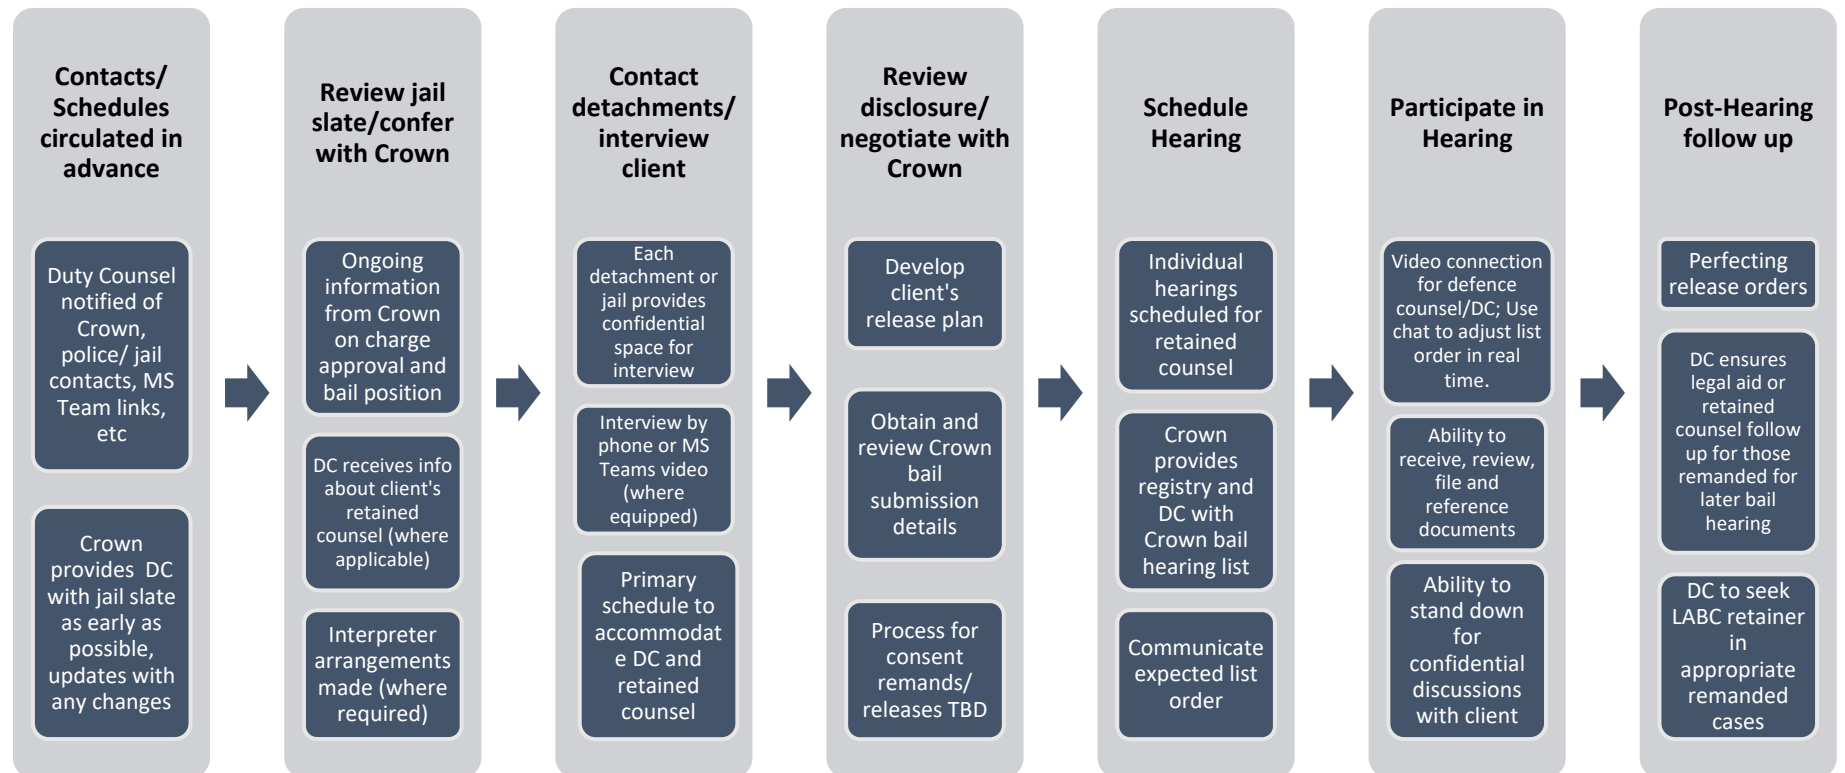 Contacts/
Schedules
circulated in
advance
Duty Counsel
notified of
Crown,
police/ jail
contacts, MS
Team links,
etc
Crown
provides  DC
with jail slate
as early as
possible,
updates with
any changes
Review jail
slate/confer
with Crown
Ongoing
information
from Crown
on charge
approval and
bail position
DC receives info
about client's
retained
counsel (where
applicable)
Interpreter
arrangements
made (where
required)
Contact
detachments/
interview
client
Each
detachment or
jail provides
confidential
space for
interview
Interview by
phone or MS
Teams video
(where
equipped)
Primary
schedule to
accommodat
e DC and
retained
counsel
Review
disclosure/
negotiate with
Crown
Develop
client's
release plan
Obtain and
review Crown
bail
submission
details
Process for
consent
remands/
releases TBD
Schedule
Hearing
Individual
hearings
scheduled for
retained
counsel
Crown
provides
registry and
DC with
Crown bail
hearing list
Communicate
expected list
order
Participate in
Hearing
Video connection
for defence
counsel/DC; Use
chat to adjust list
order in real
time.
Ability to
receive, review,
file and
reference
documents
Ability to
stand down
for
confidential
discussions
with client
Post-Hearing
follow up
Perfecting
release orders
DC ensures
legal aid or
retained
counsel follow
up for those
remanded for
later bail
hearing
DC to seek
LABC retainer
in
appropriate
remanded
cases